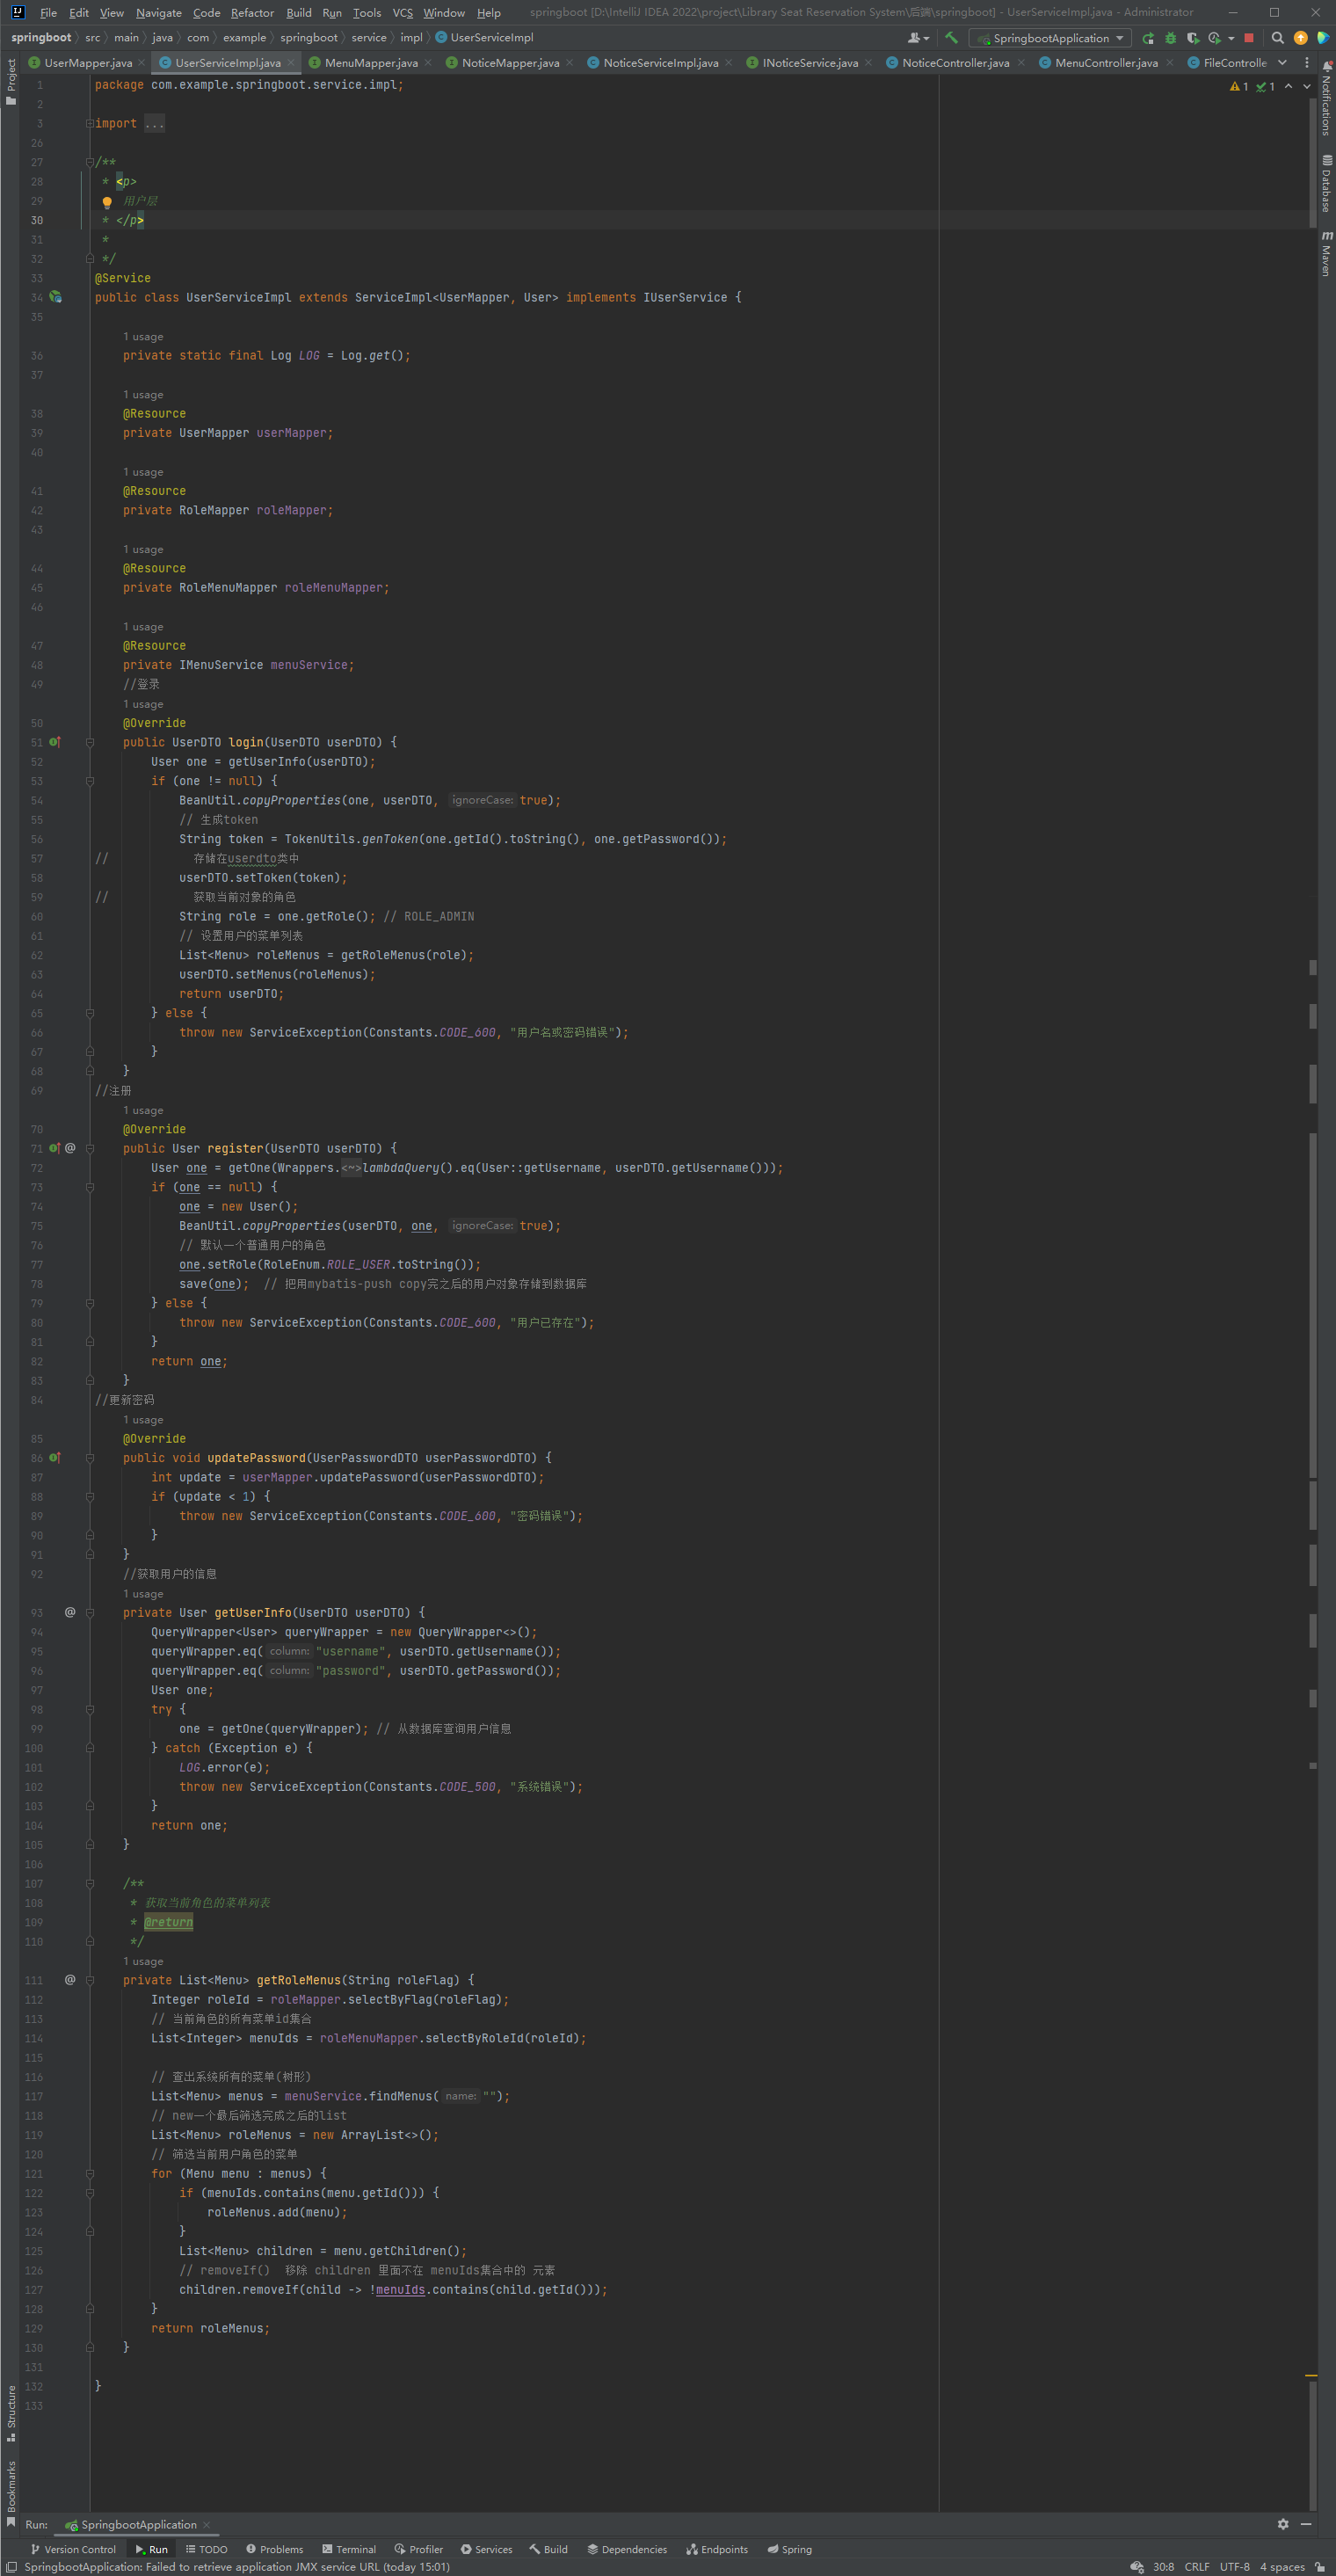 File Edit View Navigate Code Refactor Build Run Tools VCS Window Help springboot [D:\IntelliJ IDEA 2022\project\Library Seat Reservation System\后端\springboot] - UserServiceImpl.java - Administrator
springboot src main java com example springboot service impl UserServiceImpl SpringbootApplication
UserMapper.java UserServiceImpl.java MenuMapper.java NoticeMapper.java NoticeServiceImpl.java INoticeService.java NoticeController.java MenuController.java FileControlle
Project
Notifications
Database
Maven
1 1
1 package com.example.springboot.service.impl;
2
3 import ...
26
27 /**
28 * <p>
29 用户层
30 * </p>
31 *
32 */
33 @Service
34 public class UserServiceImpl extends ServiceImpl<UserMapper, User> implements IUserService {
35
1 usage
36 private static final Log LOG = Log.get();
37
1 usage
38 @Resource
39 private UserMapper userMapper;
40
1 usage
41 @Resource
42 private RoleMapper roleMapper;
43
1 usage
44 @Resource
45 private RoleMenuMapper roleMenuMapper;
46
1 usage
47 @Resource
48 private IMenuService menuService;
49 //登录
1 usage
50 @Override
51 public UserDTO login(UserDTO userDTO) {
52 User one = getUserInfo(userDTO);
53 if (one != null) {
54 BeanUtil.copyProperties(one, userDTO, ignoreCase: true);
55 // 生成token
56 String token = TokenUtils.genToken(one.getId().toString(), one.getPassword());
57 // 存储在userdto类中
58 userDTO.setToken(token);
59 // 获取当前对象的角色
60 String role = one.getRole(); // ROLE_ADMIN
61 // 设置用户的菜单列表
62 List<Menu> roleMenus = getRoleMenus(role);
63 userDTO.setMenus(roleMenus);
64 return userDTO;
65 } else {
66 throw new ServiceException(Constants.CODE_600, "用户名或密码错误");
67 }
68 }
69 //注册
1 usage
70 @Override
71 @ public User register(UserDTO userDTO) {
72 User one = getOne(Wrappers.<~>lambdaQuery().eq(User::getUsername, userDTO.getUsername()));
73 if (one == null) {
74 one = new User();
75 BeanUtil.copyProperties(userDTO, one, ignoreCase: true);
76 // 默认一个普通用户的角色
77 one.setRole(RoleEnum.ROLE_USER.toString());
78 save(one); // 把用mybatis-push copy完之后的用户对象存储到数据库
79 } else {
80 throw new ServiceException(Constants.CODE_600, "用户已存在");
81 }
82 return one;
83 }
84 //更新密码
1 usage
85 @Override
86 public void updatePassword(UserPasswordDTO userPasswordDTO) {
87 int update = userMapper.updatePassword(userPasswordDTO);
88 if (update < 1) {
89 throw new ServiceException(Constants.CODE_600, "密码错误");
90 }
91 }
92 //获取用户的信息
1 usage
93 @ private User getUserInfo(UserDTO userDTO) {
94 QueryWrapper<User> queryWrapper = new QueryWrapper<>();
95 queryWrapper.eq( column: "username", userDTO.getUsername());
96 queryWrapper.eq( column: "password", userDTO.getPassword());
97 User one;
98 try {
99 one = getOne(queryWrapper); // 从数据库查询用户信息
100 } catch (Exception e) {
101 LOG.error(e);
102 throw new ServiceException(Constants.CODE_500, "系统错误");
103 }
104 return one;
105 }
106
107 /**
108 * 获取当前角色的菜单列表
109 * @return
110 */
1 usage
111 @ private List<Menu> getRoleMenus(String roleFlag) {
112 Integer roleId = roleMapper.selectByFlag(roleFlag);
113 // 当前角色的所有菜单id集合
114 List<Integer> menuIds = roleMenuMapper.selectByRoleId(roleId);
115
116 // 查出系统所有的菜单(树形)
117 List<Menu> menus = menuService.findMenus( name: "");
118 // new一个最后筛选完成之后的list
119 List<Menu> roleMenus = new ArrayList<>();
120 // 筛选当前用户角色的菜单
121 for (Menu menu : menus) {
122 if (menuIds.contains(menu.getId())) {
123 roleMenus.add(menu);
124 }
125 List<Menu> children = menu.getChildren();
126 // removeIf() 移除 children 里面不在 menuIds集合中的 元素
127 children.removeIf(child -> !menuIds.contains(child.getId()));
128 }
129 return roleMenus;
130 }
131
132 }
133
Structure
Bookmarks
Run: SpringbootApplication
Version Control Run TODO Problems Terminal Profiler Services Build Dependencies Endpoints Spring
SpringbootApplication: Failed to retrieve application JMX service URL (today 15:01) 30:8 CRLF UTF-8 4 spaces